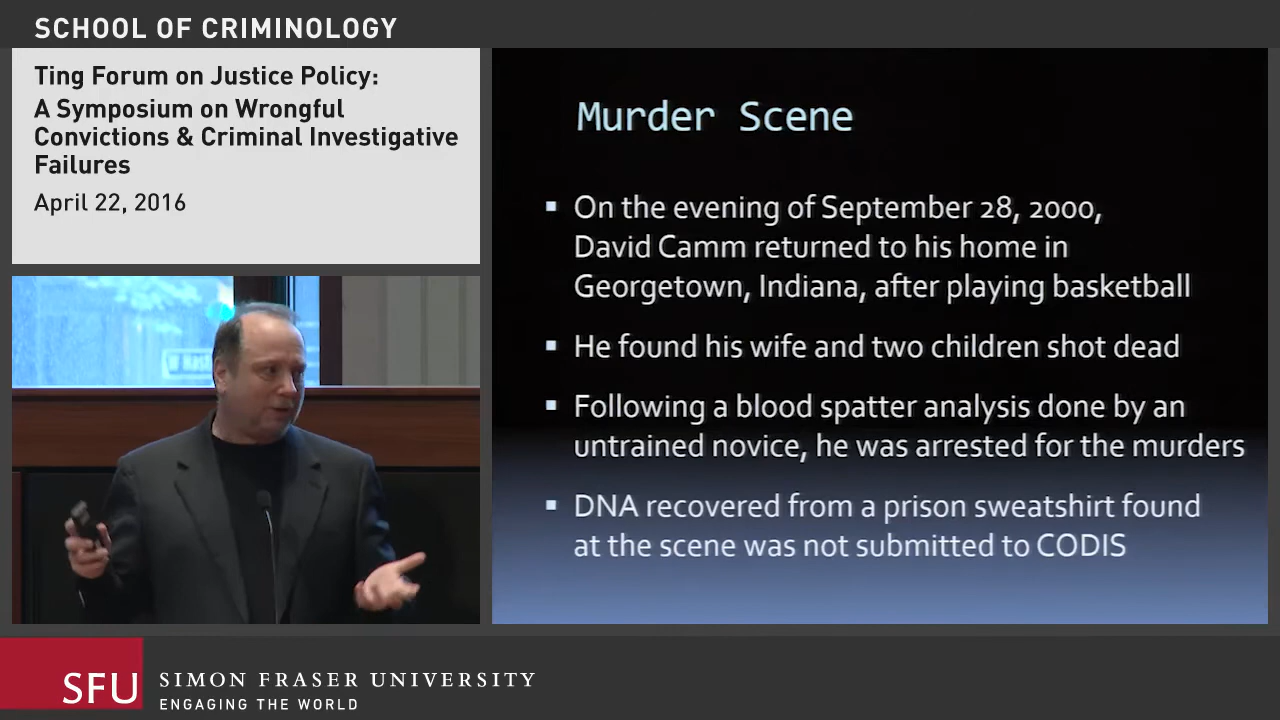 SCHOOL OF CRIMINOLOGY
Ting Forum on Justice Policy:
A Symposium on Wrongful
Convictions & Criminal Investigative
Failures
April 22, 2016
Murder Scene
▪ On the evening of September 28, 2000,
David Camm returned to his home in
Georgetown, Indiana, after playing basketball
▪ He found his wife and two children shot dead
▪ Following a blood spatter analysis done by an
untrained novice, he was arrested for the murders
▪ DNA recovered from a prison sweatshirt found
at the scene was not submitted to CODIS
SFU
SIMON FRASER UNIVERSITY
ENGAGING THE WORLD